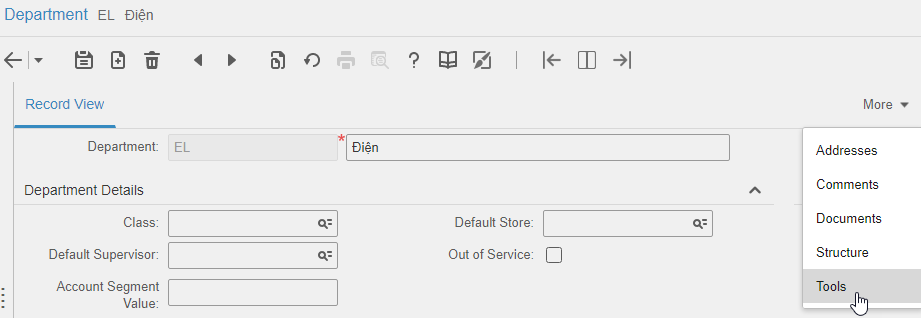 Department EL Điện
Record View
More
Department: EL * Điện
Department Details
Class:
Default Store:
Default Supervisor:
Out of Service:
Account Segment
Value:
Addresses
Comments
Documents
Structure
Tools